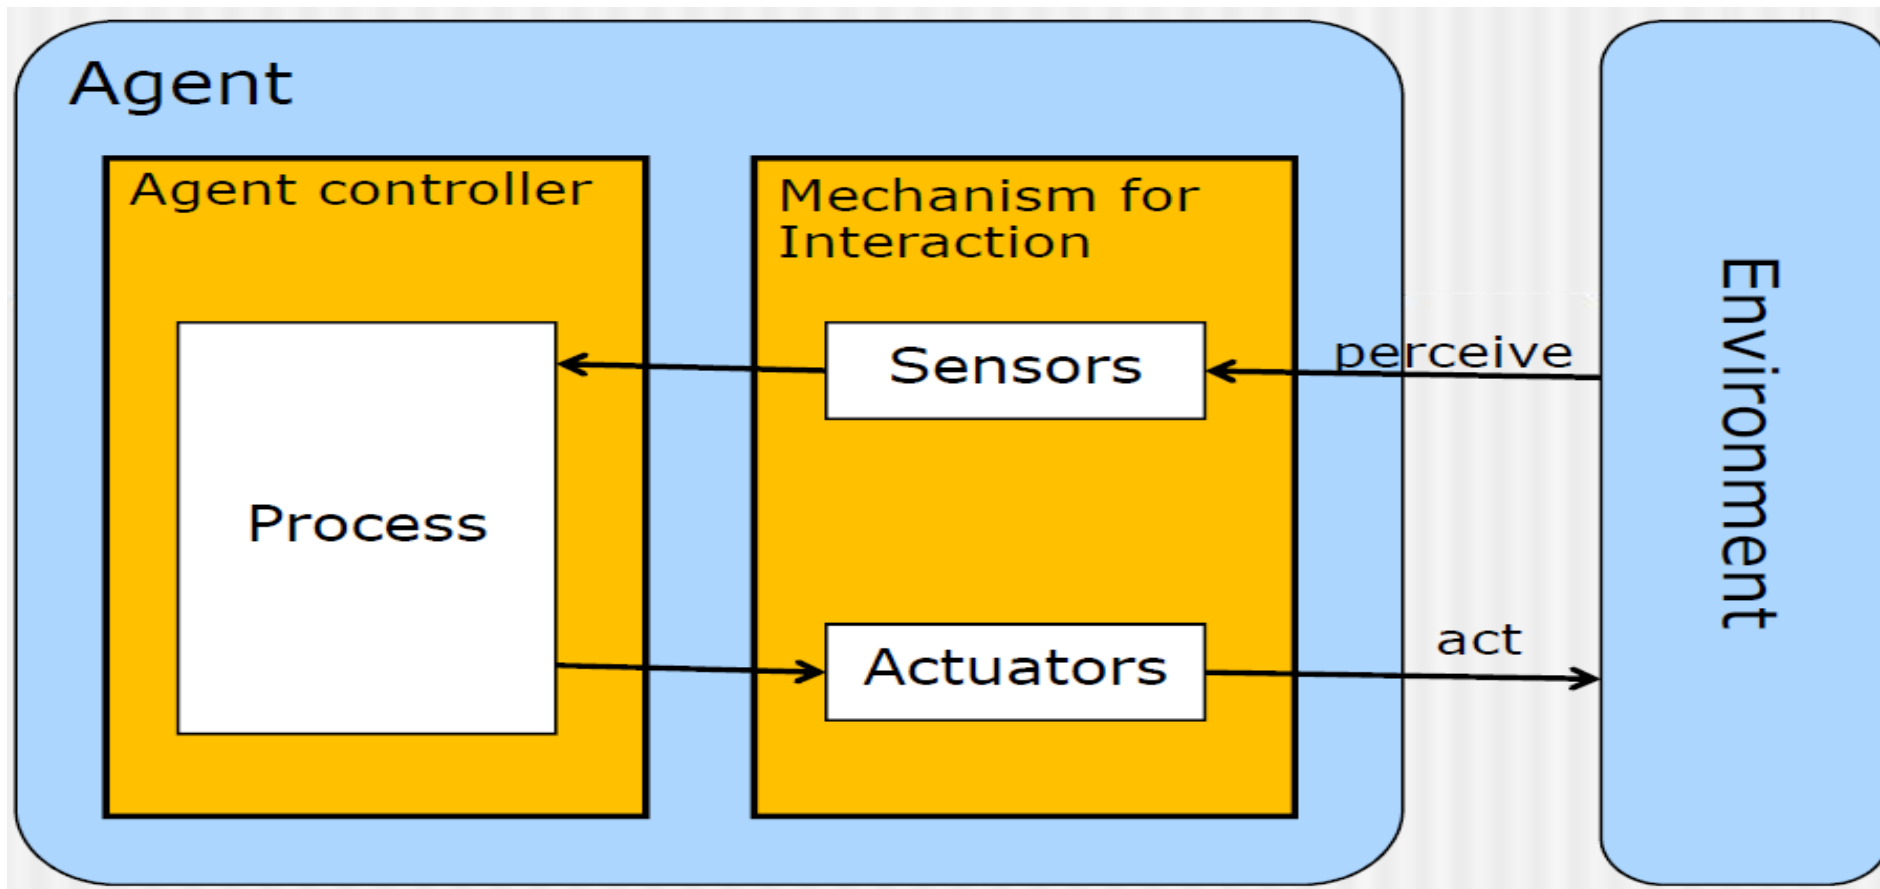 Agent
Agent controller
Process
Mechanism for
Interaction
Sensors
Actuators
perceive
act
Environment